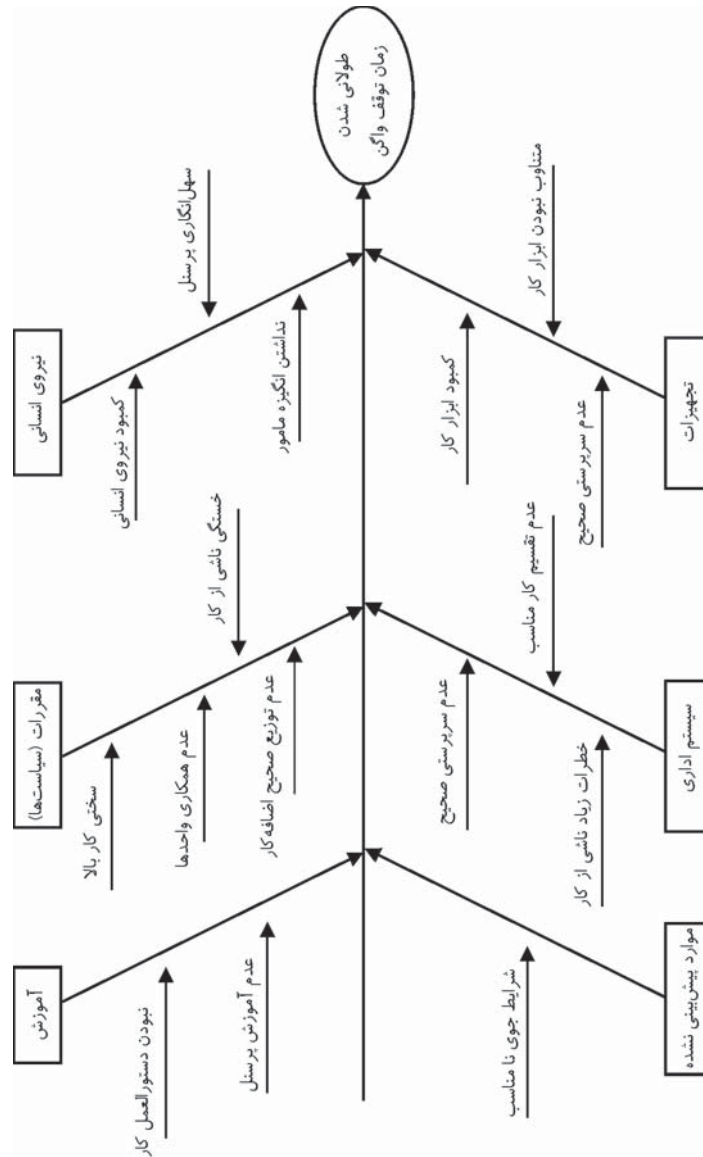 طولانی شدن
زمان توقف واگن
نیروی انسانی
سهل‌انگاری پرسنل
کمبود نیروی انسانی
نداشتن انگیزه مامور
مقررات (سیاست‌ها)
خستگی ناشی از کار
سختی کار بالا
عدم همکاری واحدها
عدم توزیع صحیح اضافه‌کار
آموزش
نبودن دستورالعمل کار
عدم آموزش پرسنل
تجهیزات
متناوب نبودن ابزار کار
کمبود ابزار کار
عدم سرپرستی صحیح
سیستم اداری
عدم تقسیم کار مناسب
عدم سرپرستی صحیح
خطرات زیاد ناشی از کار
موارد پیش‌بینی نشده
شرایط جوی نا مناسب